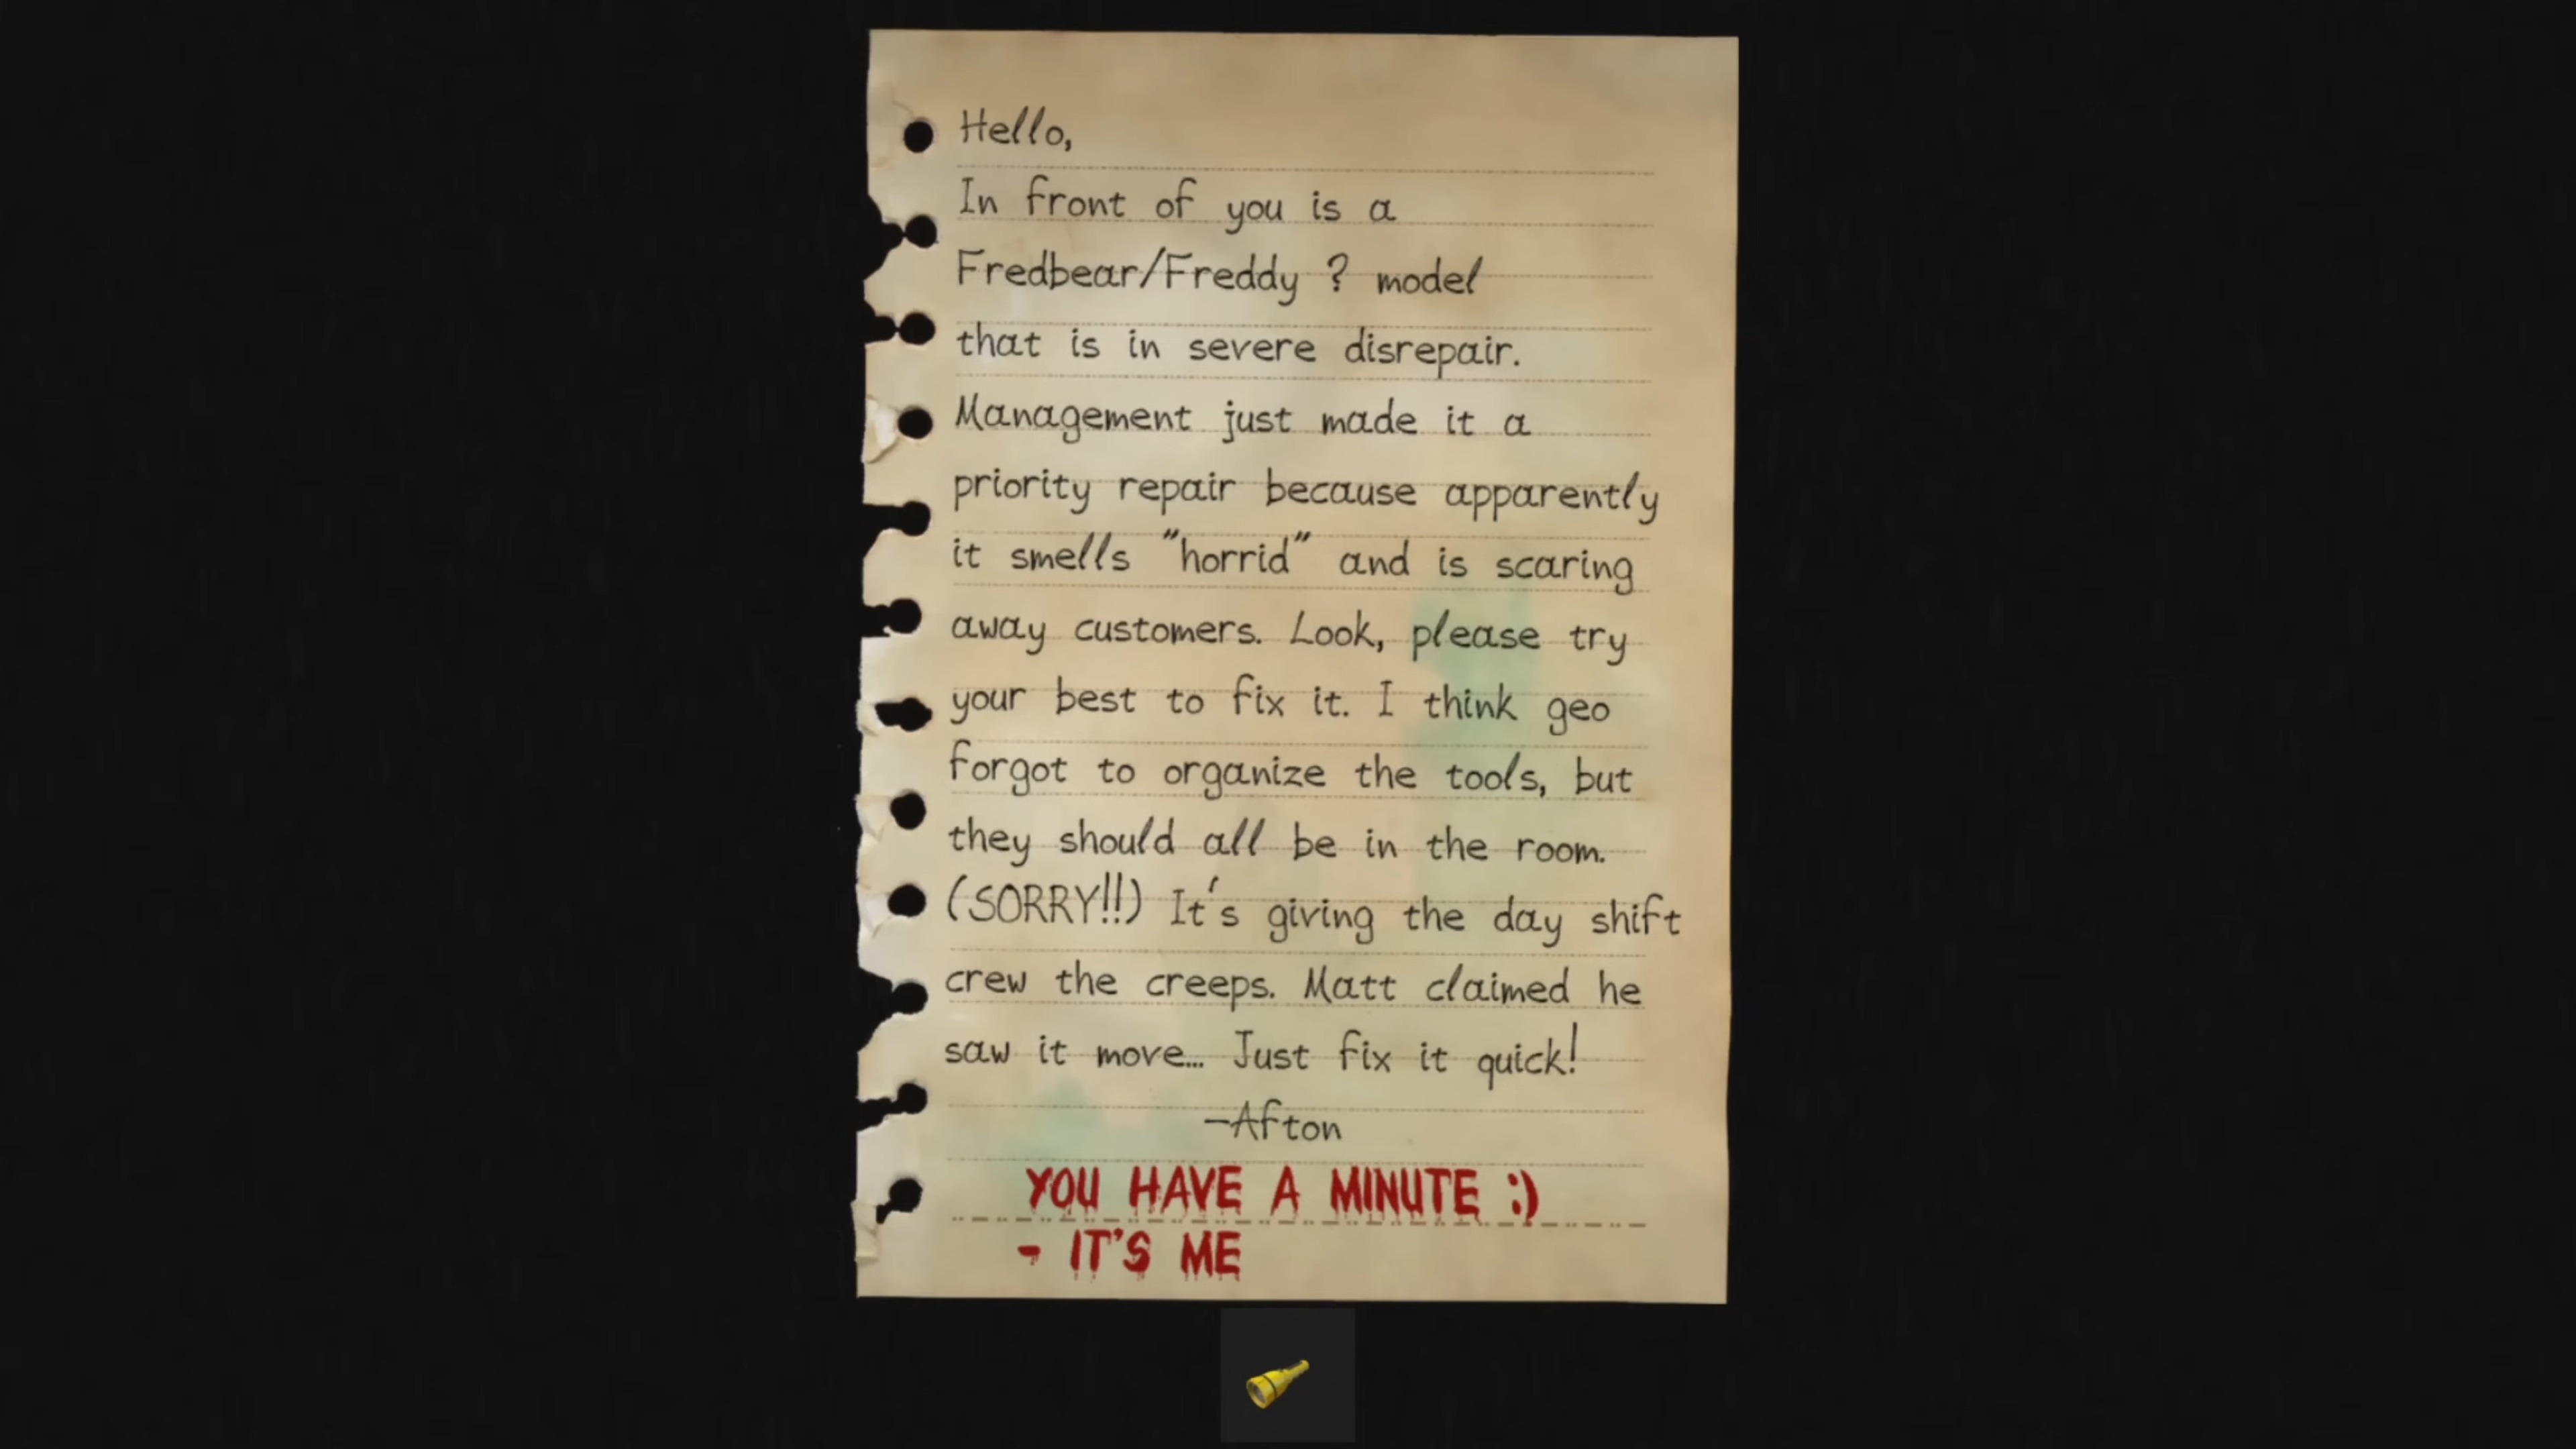 Hello,
In front of you is a
Fredbear/Freddy ? model
that is in severe disrepair.
Management just made it a
priority repair because apparently
it smells "horrid" and is scaring
away customers. Look, please try
your best to fix it. I think geo
forgot to organize the tools, but
they should all be in the room.
(SORRY!!) It's giving the day shift
crew the creeps. Matt claimed he
saw it move... Just fix it quick!
-Afton
YOU HAVE A MINUTE :)
- IT'S ME